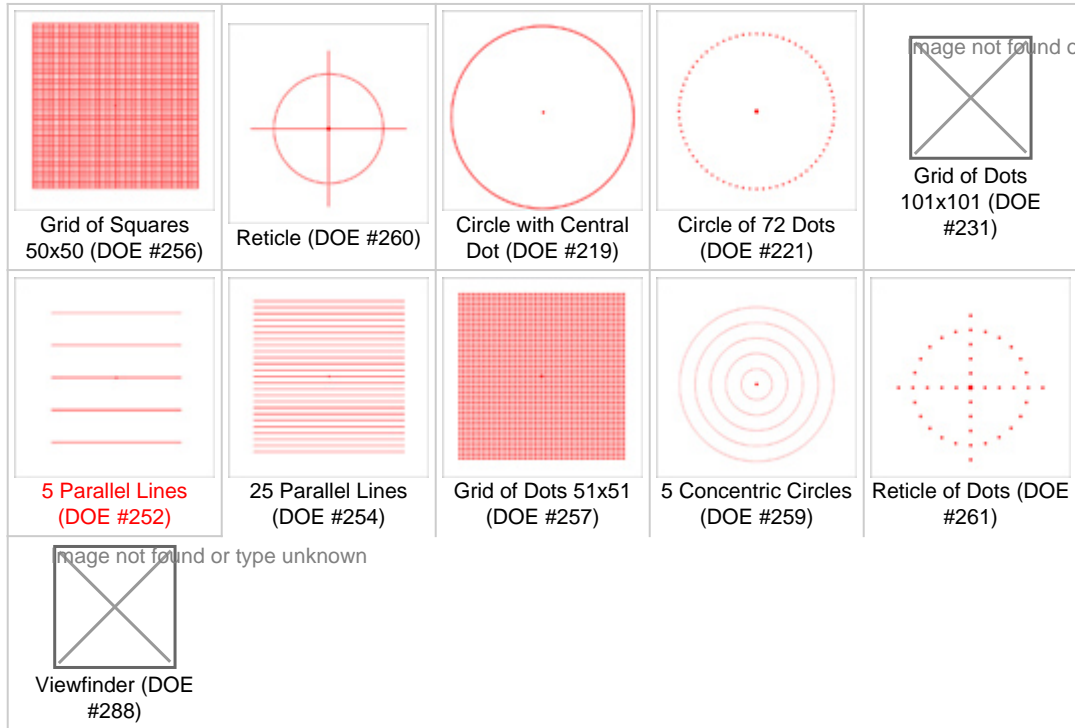 Grid of Squares
50x50 (DOE #256)
Reticle (DOE #260)
Circle with Central
Dot (DOE #219)
Circle of 72 Dots
(DOE #221)
Image not found o
Grid of Dots
101x101 (DOE
#231)
5 Parallel Lines
(DOE #252)
25 Parallel Lines
(DOE #254)
Grid of Dots 51x51
(DOE #257)
5 Concentric Circles
(DOE #259)
Reticle of Dots (DOE
#261)
Image not found or type unknown
Viewfinder (DOE
#288)